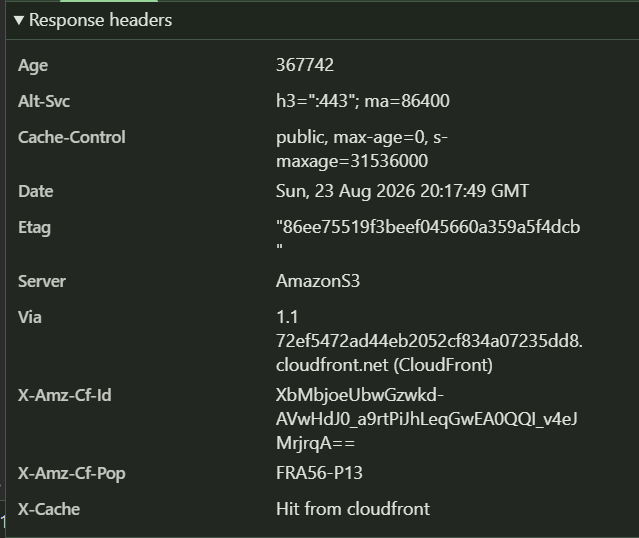 ▼ Response headers
Age 367742
Alt-Svc h3=":443"; ma=86400
Cache-Control public, max-age=0, s-
maxage=31536000
Date Sun, 23 Aug 2026 20:17:49 GMT
Etag "86ee75519f3beef045660a359a5f4dcb
"
Server AmazonS3
Via 1.1
72ef5472ad44eb2052cf834a07235dd8.
cloudfront.net (CloudFront)
X-Amz-Cf-Id XbMbjoeUbwGzwkd-
AVwHdJ0_a9rtPiJhLeqGwEA0QQI_v4eJ
MrjrqA==
X-Amz-Cf-Pop FRA56-P13
X-Cache Hit from cloudfront